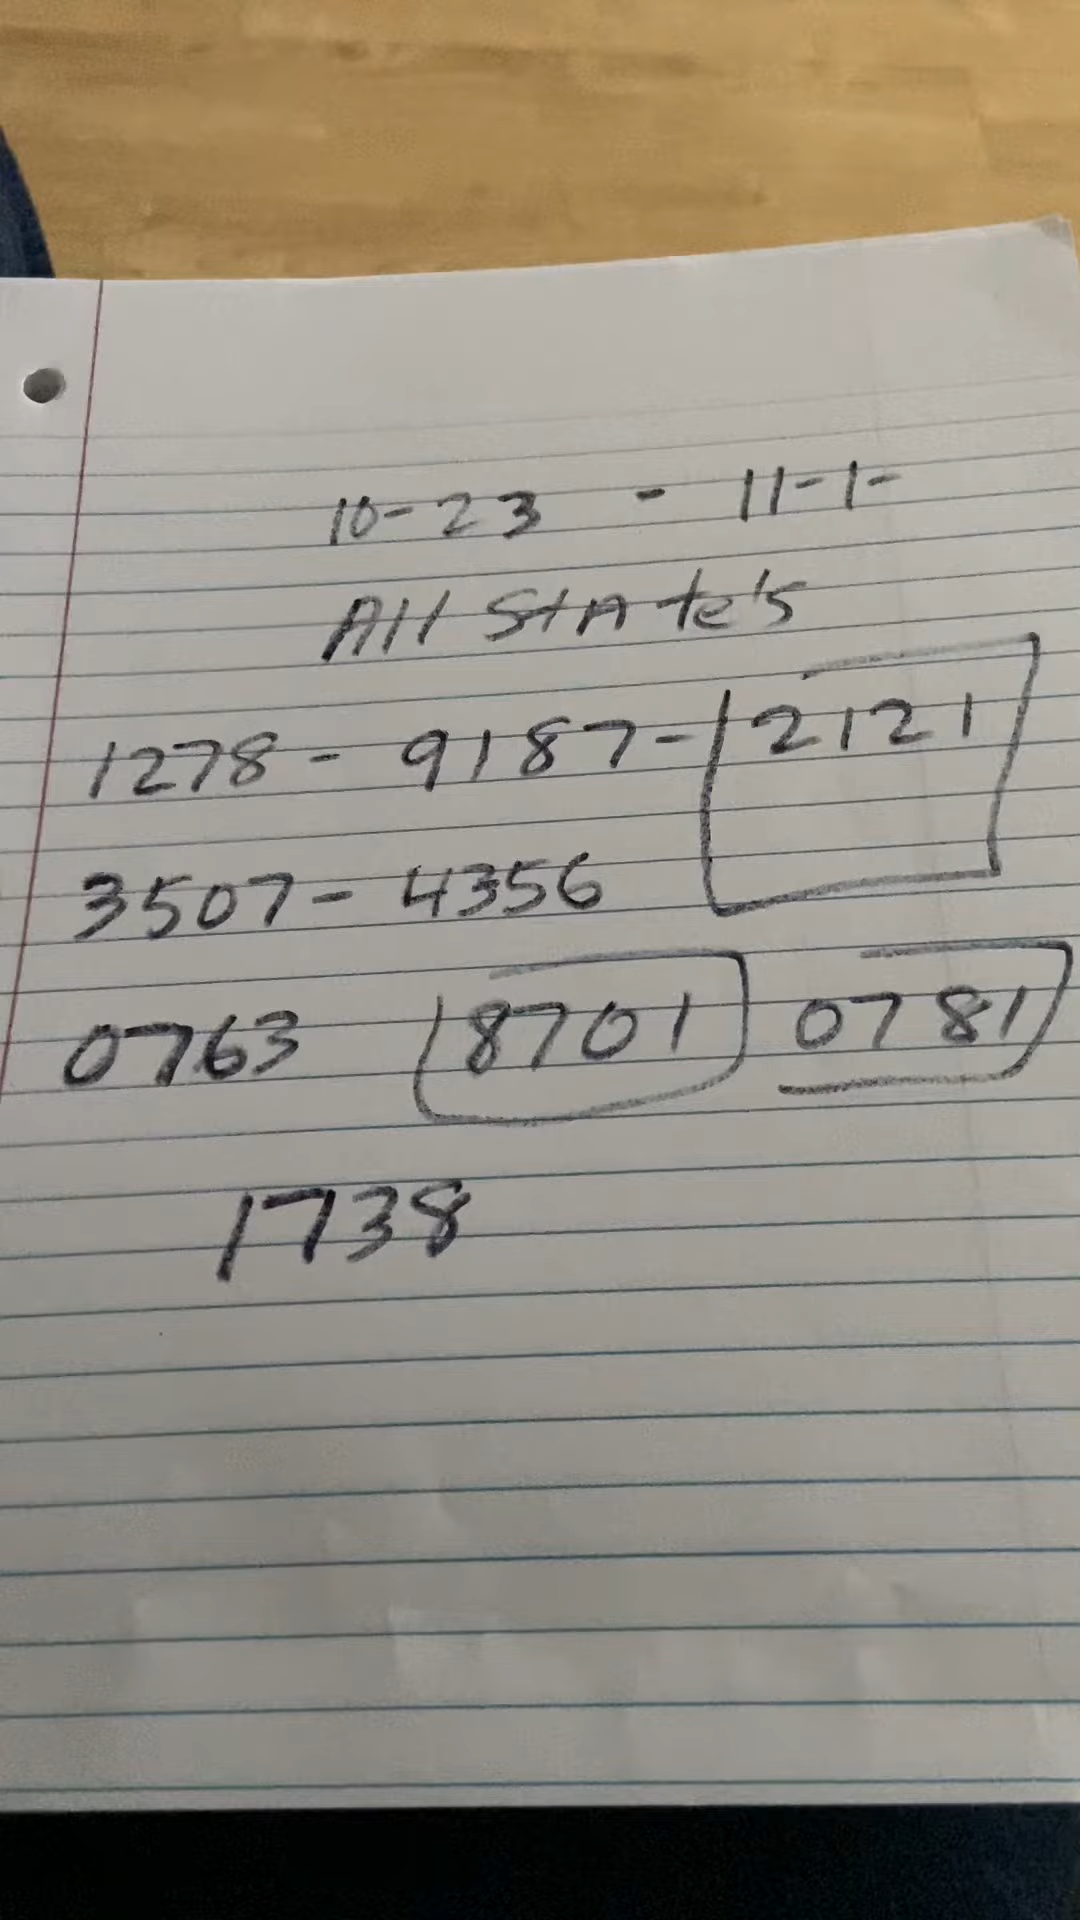 10-23 - 11-1-
All State's
1278 - 9187 - 2121
3507 - 4356
0763 8701 0781
1738